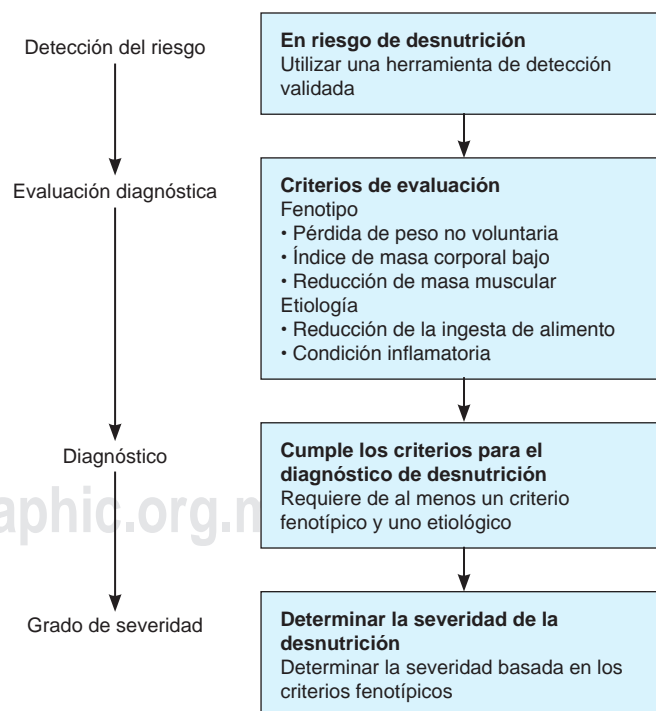 Detección del riesgo
En riesgo de desnutrición
Utilizar una herramienta de detección
validada
Evaluación diagnóstica
Criterios de evaluación
Fenotipo
• Pérdida de peso no voluntaria
• Índice de masa corporal bajo
• Reducción de masa muscular
Etiología
• Reducción de la ingesta de alimento
• Condición inflamatoria
Diagnóstico
Cumple los criterios para el
diagnóstico de desnutrición
Requiere de al menos un criterio
fenotípico y uno etiológico
aphic.org.m
Grado de severidad
Determinar la severidad de la
desnutrición
Determinar la severidad basada en los
criterios fenotípicos